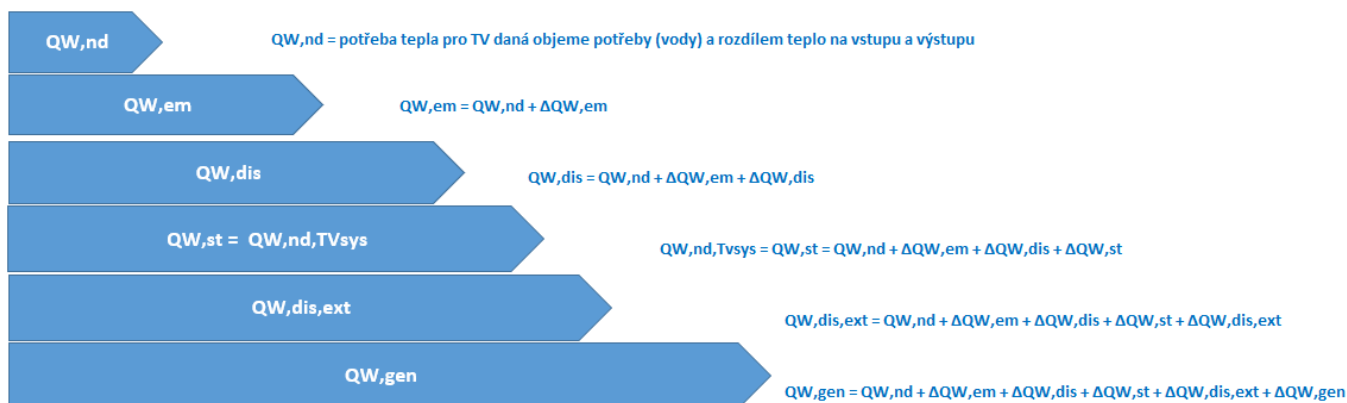 QW,nd
QW,nd = potřeba tepla pro TV daná objeme potřeby (vody) a rozdílem teplo na vstupu a výstupu
QW,em
QW,em = QW,nd + ΔQW,em
QW,dis
QW,dis = QW,nd + ΔQW,em + ΔQW,dis
QW,st = QW,nd,TVsys
QW,nd,Tvsys = QW,st = QW,nd + ΔQW,em + ΔQW,dis + ΔQW,st
QW,dis,ext
QW,dis,ext = QW,nd + ΔQW,em + ΔQW,dis + ΔQW,st + ΔQW,dis,ext
QW,gen
QW,gen = QW,nd + ΔQW,em + ΔQW,dis + ΔQW,st + ΔQW,dis,ext + ΔQW,gen